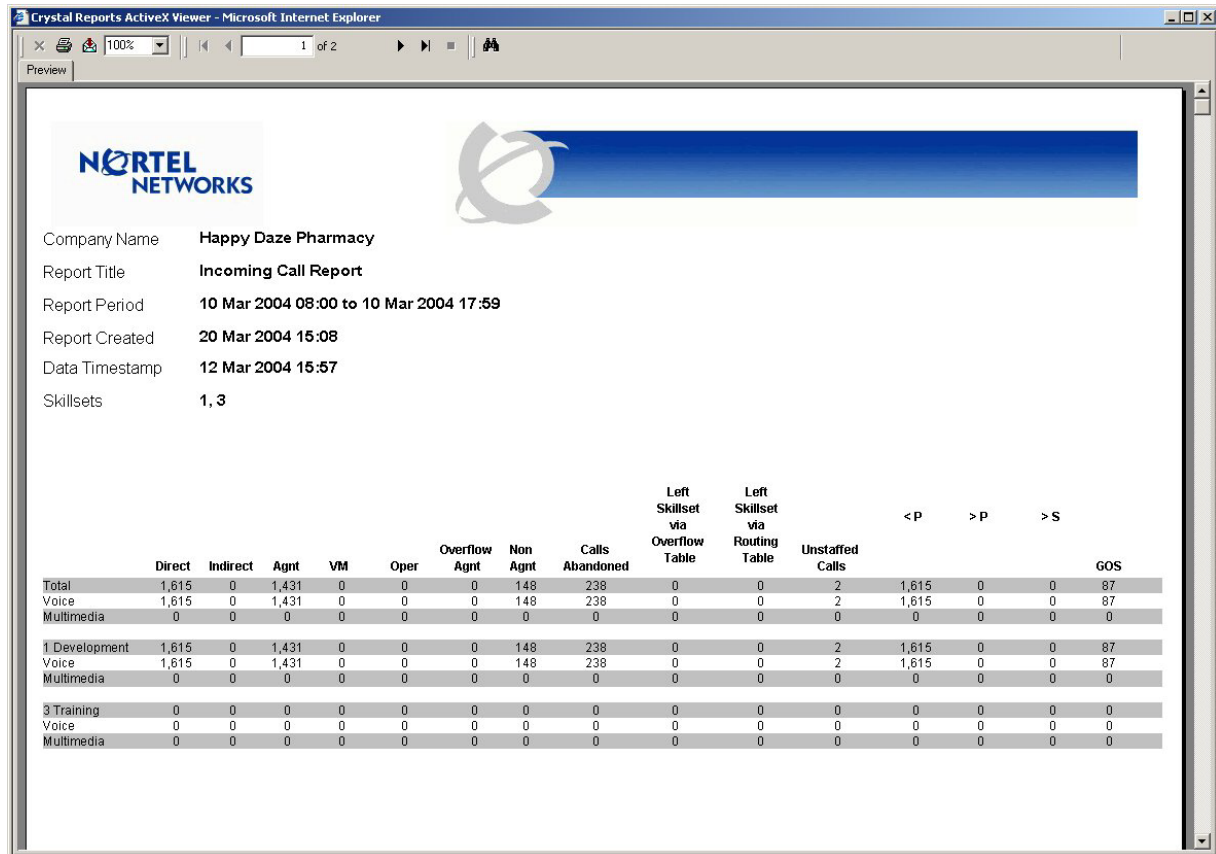 Crystal Reports ActiveX Viewer - Microsoft Internet Explorer
100% 1 of 2
Preview
NORTEL
NETWORKS
Company Name Happy Daze Pharmacy
Report Title Incoming Call Report
Report Period 10 Mar 2004 08:00 to 10 Mar 2004 17:59
Report Created 20 Mar 2004 15:08
Data Timestamp 12 Mar 2004 15:57
Skillsets 1, 3
Left Left
Skillset Skillset < P > P > S
via via
Overflow Routing
Overflow Non Calls Table Table Unstaffed
Direct Indirect Agnt VM Oper Agnt Agnt Abandoned Calls GOS
Total 1,615 0 1,431 0 0 0 148 238 0 0 2 1,615 0 0 87
Voice 1,615 0 1,431 0 0 0 148 238 0 0 2 1,615 0 0 87
Multimedia 0 0 0 0 0 0 0 0 0 0 0 0 0 0 0
1 Development 1,615 0 1,431 0 0 0 148 238 0 0 2 1,615 0 0 87
Voice 1,615 0 1,431 0 0 0 148 238 0 0 2 1,615 0 0 87
Multimedia 0 0 0 0 0 0 0 0 0 0 0 0 0 0 0
3 Training 0 0 0 0 0 0 0 0 0 0 0 0 0 0 0
Voice 0 0 0 0 0 0 0 0 0 0 0 0 0 0 0
Multimedia 0 0 0 0 0 0 0 0 0 0 0 0 0 0 0